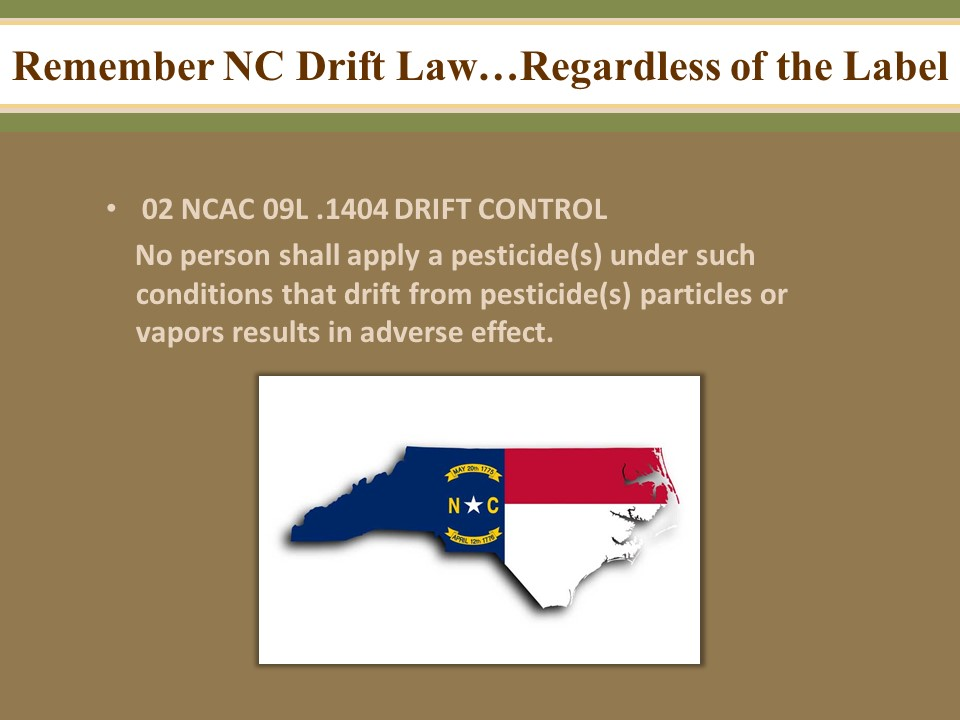 Remember NC Drift Law…Regardless of the Label
• 02 NCAC 09L .1404 DRIFT CONTROL
No person shall apply a pesticide(s) under such
conditions that drift from pesticide(s) particles or
vapors results in adverse effect.
MAY 20th 1775
N ★ C
APRIL 12th 1776